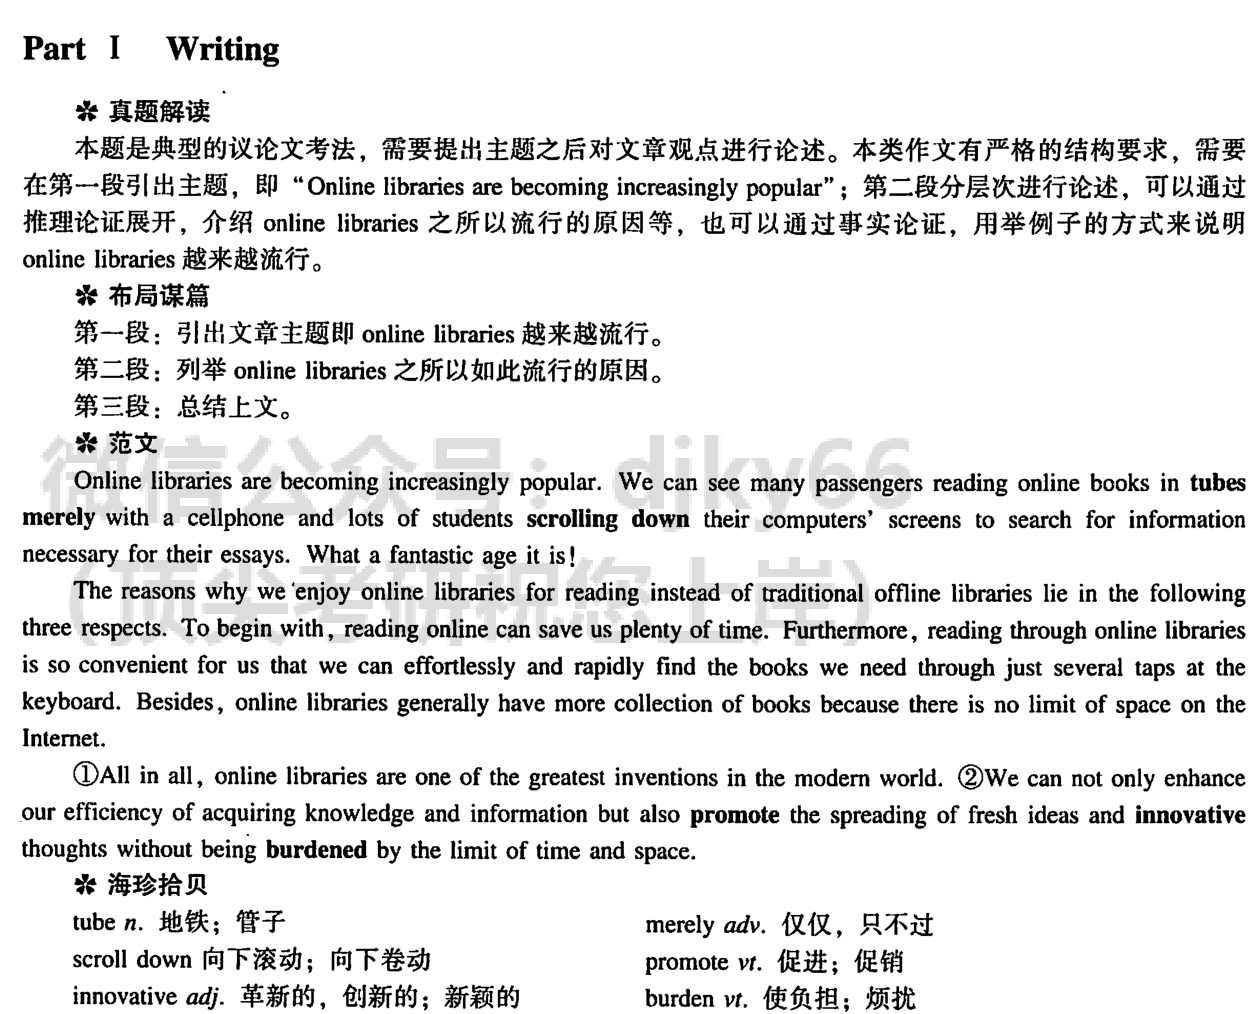 Part Ⅰ Writing
✽ 真题解读
本题是典型的议论文考法，需要提出主题之后对文章观点进行论述。本类作文有严格的结构要求，需要
在第一段引出主题，即“Online libraries are becoming increasingly popular”；第二段分层次进行论述，可以通过
推理论证展开，介绍 online libraries 之所以流行的原因等，也可以通过事实论证，用举例子的方式来说明
online libraries 越来越流行。
✽ 布局谋篇
第一段：引出文章主题即 online libraries 越来越流行。
第二段：列举 online libraries 之所以如此流行的原因。
第三段：总结上文。
✽ 范文
微信公众号：djky66
Online libraries are becoming increasingly popular. We can see many passengers reading online books in tubes
merely with a cellphone and lots of students scrolling down their computers' screens to search for information
necessary for their essays. What a fantastic age it is!
（顶尖考研祝您上岸）
The reasons why we enjoy online libraries for reading instead of traditional offline libraries lie in the following
three respects. To begin with, reading online can save us plenty of time. Furthermore, reading through online libraries
is so convenient for us that we can effortlessly and rapidly find the books we need through just several taps at the
keyboard. Besides, online libraries generally have more collection of books because there is no limit of space on the
Internet.
①All in all, online libraries are one of the greatest inventions in the modern world. ②We can not only enhance
our efficiency of acquiring knowledge and information but also promote the spreading of fresh ideas and innovative
thoughts without being burdened by the limit of time and space.
✽ 海珍拾贝
tube n. 地铁；管子 merely adv. 仅仅，只不过
scroll down 向下滚动；向下卷动 promote vt. 促进；促销
innovative adj. 革新的，创新的；新颖的 burden vt. 使负担；烦扰